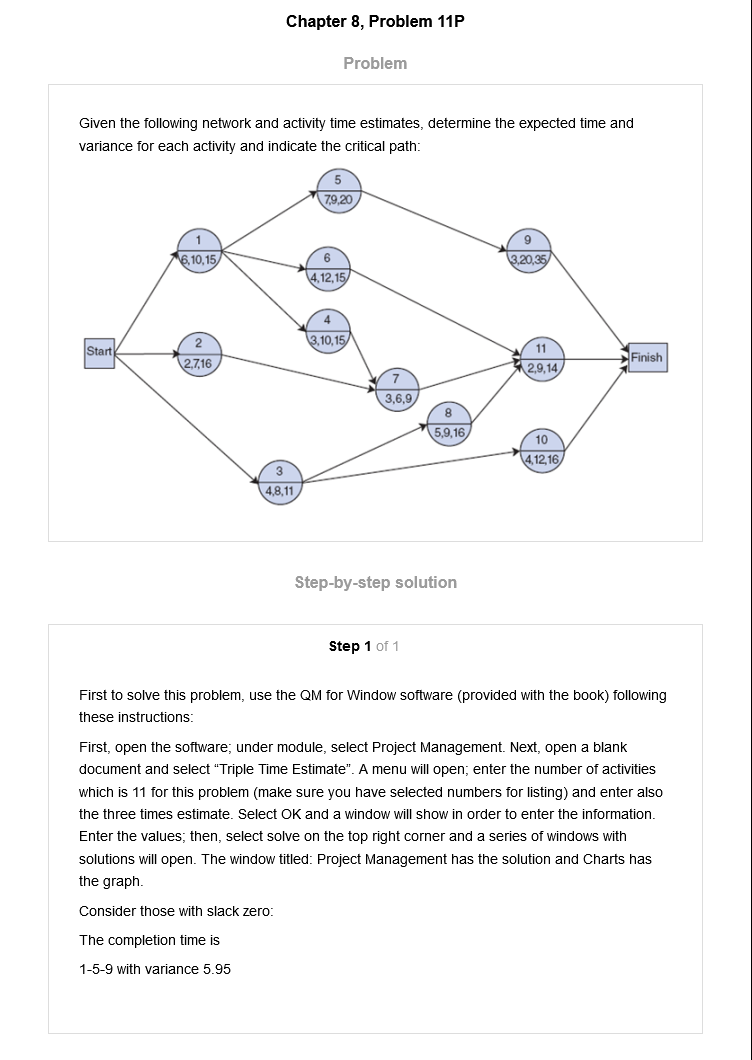 Chapter 8, Problem 11P
Problem
Given the following network and activity time estimates, determine the expected time and
variance for each activity and indicate the critical path:
5
7,9,20
1
6,10,15
9
3,20,35
6
4,12,15
4
3,10,15
2
2,7,16
Start
11
2,9,14
Finish
7
3,6,9
8
5,9,16
10
4,12,16
3
4,8,11
Step-by-step solution
Step 1 of 1
First to solve this problem, use the QM for Window software (provided with the book) following
these instructions:
First, open the software; under module, select Project Management. Next, open a blank
document and select “Triple Time Estimate”. A menu will open; enter the number of activities
which is 11 for this problem (make sure you have selected numbers for listing) and enter also
the three times estimate. Select OK and a window will show in order to enter the information.
Enter the values; then, select solve on the top right corner and a series of windows with
solutions will open. The window titled: Project Management has the solution and Charts has
the graph.
Consider those with slack zero:
The completion time is
1-5-9 with variance 5.95